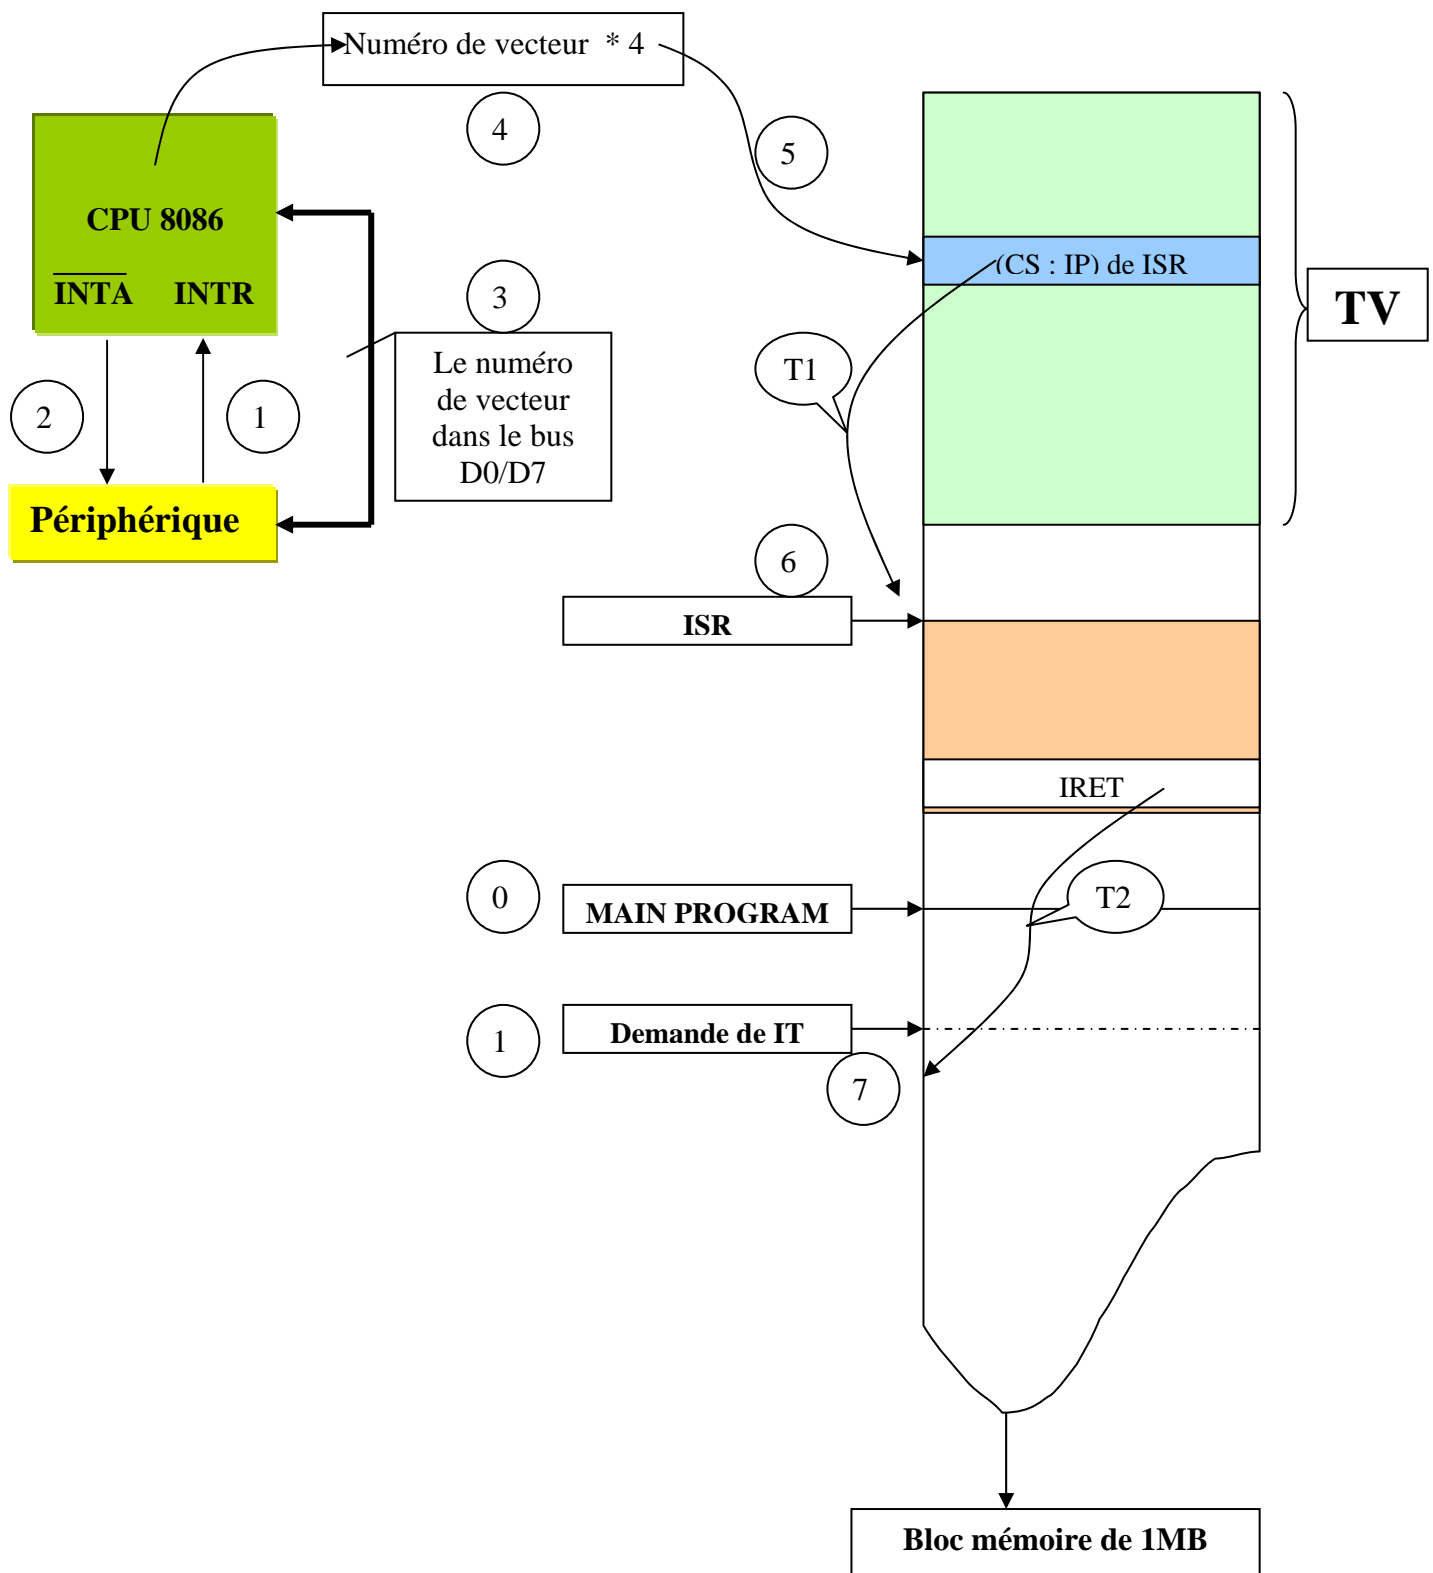 Numéro de vecteur * 4
4
5
CPU 8086
INTA INTR
(CS : IP) de ISR
TV
3
Le numéro
de vecteur
dans le bus
D0/D7
T1
2
1
Périphérique
6
ISR
IRET
0
MAIN PROGRAM
T2
1
Demande de IT
7
Bloc mémoire de 1MB